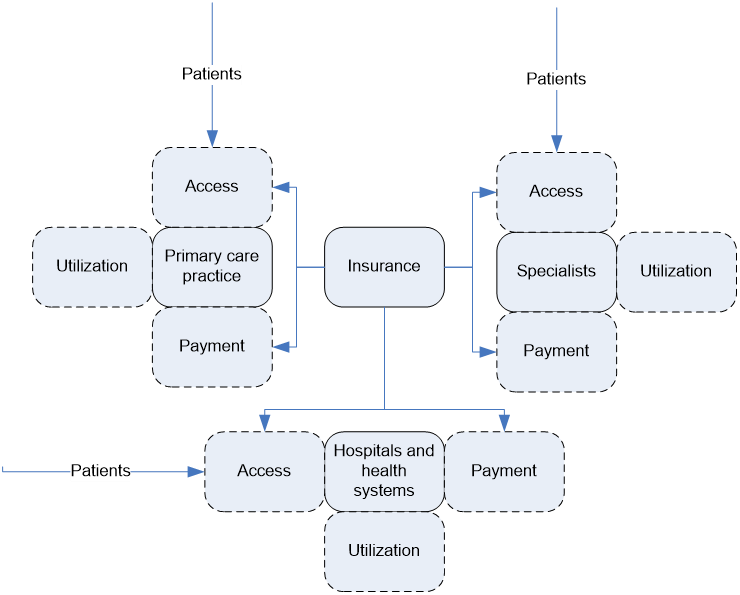 Patients
Patients
Access
Access
Utilization
Primary care
practice
Insurance
Specialists
Utilization
Payment
Payment
Patients
Access
Hospitals and
health
systems
Payment
Utilization